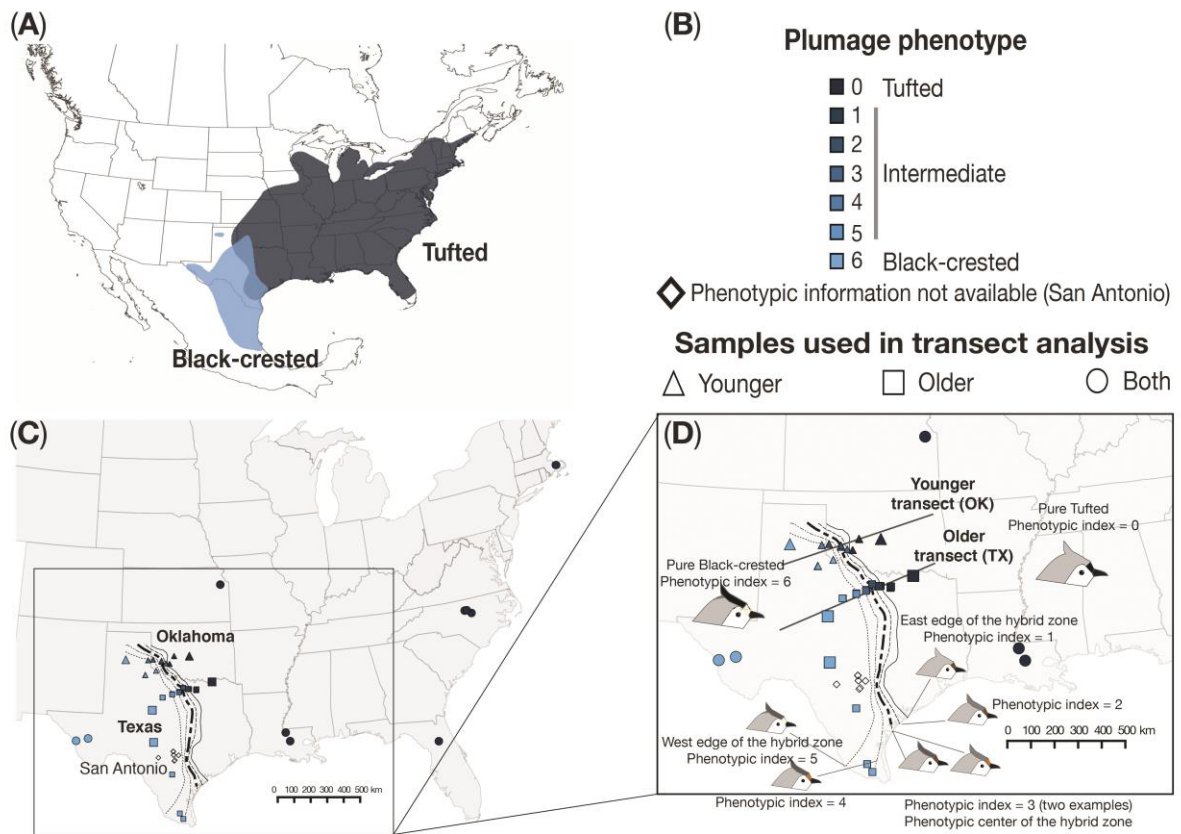 (A)
Tufted
Black-crested
(B)
Plumage phenotype
0 Tufted
1
2
3 Intermediate
4
5
6 Black-crested
Phenotypic information not available (San Antonio)
Samples used in transect analysis
Younger Older Both
(C)
Oklahoma
Texas
San Antonio
0 100 200 300 400 500 km
(D)
Younger
transect (OK)
Older
transect (TX)
Pure Tufted
Phenotypic index = 0
Pure Black-crested
Phenotypic index = 6
East edge of the hybrid zone
Phenotypic index = 1
Phenotypic index = 2
0 100 200 300 400 500 km
West edge of the hybrid zone
Phenotypic index = 5
Phenotypic index = 4
Phenotypic index = 3 (two examples)
Phenotypic center of the hybrid zone